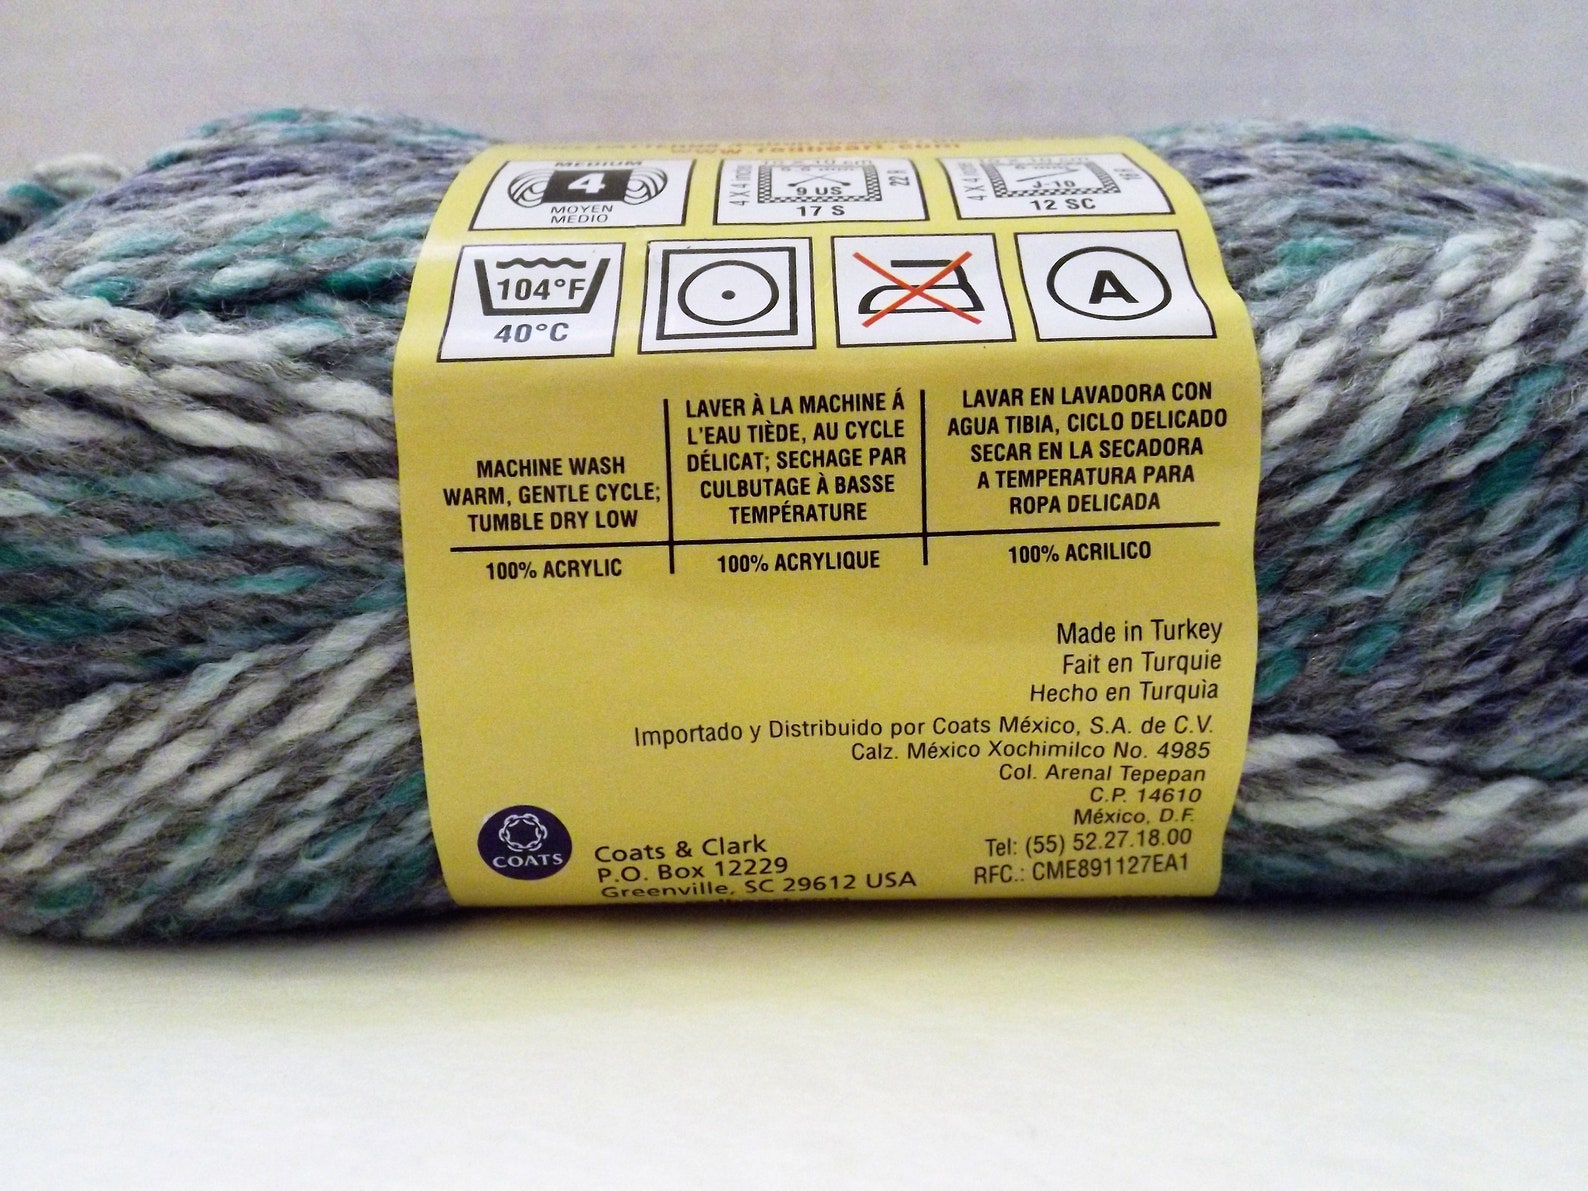 MEDIUM
4
MOYEN
MEDIO
9 US
22 R
17 S
J-10
12 SC
104°F
40°C
A
MACHINE WASH
WARM, GENTLE CYCLE;
TUMBLE DRY LOW
100% ACRYLIC
LAVER À LA MACHINE Á
L'EAU TIÈDE, AU CYCLE
DÉLICAT; SECHAGE PAR
CULBUTAGE À BASSE
TEMPÉRATURE
100% ACRYLIQUE
LAVAR EN LAVADORA CON
AGUA TIBIA, CICLO DELICADO
SECAR EN LA SECADORA
A TEMPERATURA PARA
ROPA DELICADA
100% ACRILICO
Made in Turkey
Fait en Turquie
Hecho en Turquìa
Importado y Distribuido por Coats México, S.A. de C.V.
Calz. México Xochimilco No. 4985
Col. Arenal Tepepan
C.P. 14610
México, D.F.
Tel: (55) 52.27.18.00
RFC.: CME891127EA1
COATS
Coats & Clark
P.O. Box 12229
Greenville, SC 29612 USA